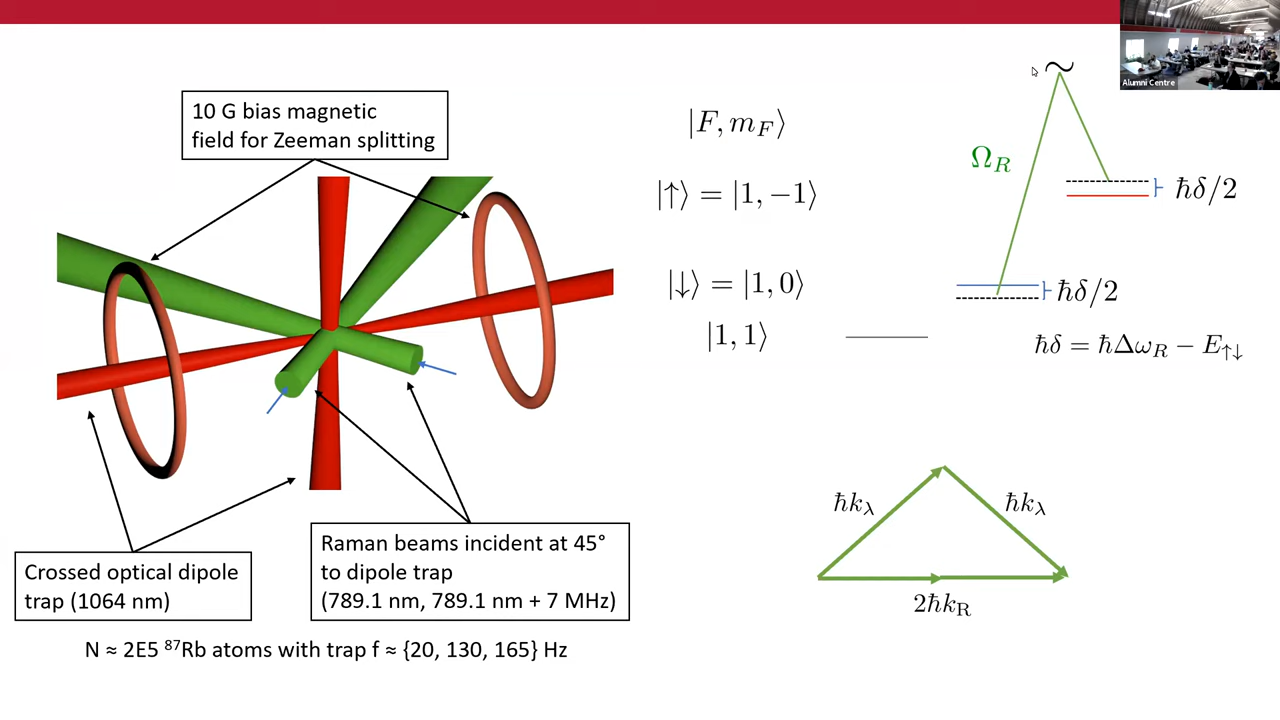 Alumni Centre
10 G bias magnetic
field for Zeeman splitting
|F, m_F⟩
|↑⟩ = |1, −1⟩
|↓⟩ = |1, 0⟩
|1, 1⟩
~
Ω_R
ℏδ/2
ℏδ/2
ℏδ = ℏΔω_R − E_↑↓
Crossed optical dipole
trap (1064 nm)
Raman beams incident at 45°
to dipole trap
(789.1 nm, 789.1 nm + 7 MHz)
N ≈ 2E5 ⁸⁷Rb atoms with trap f ≈ {20, 130, 165} Hz
ℏk_λ
ℏk_λ
2ℏk_R